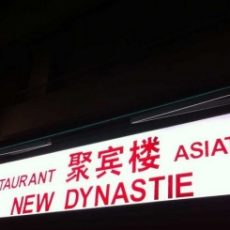 TAURANT 聚宾楼 ASIAT
NEW DYNASTIE